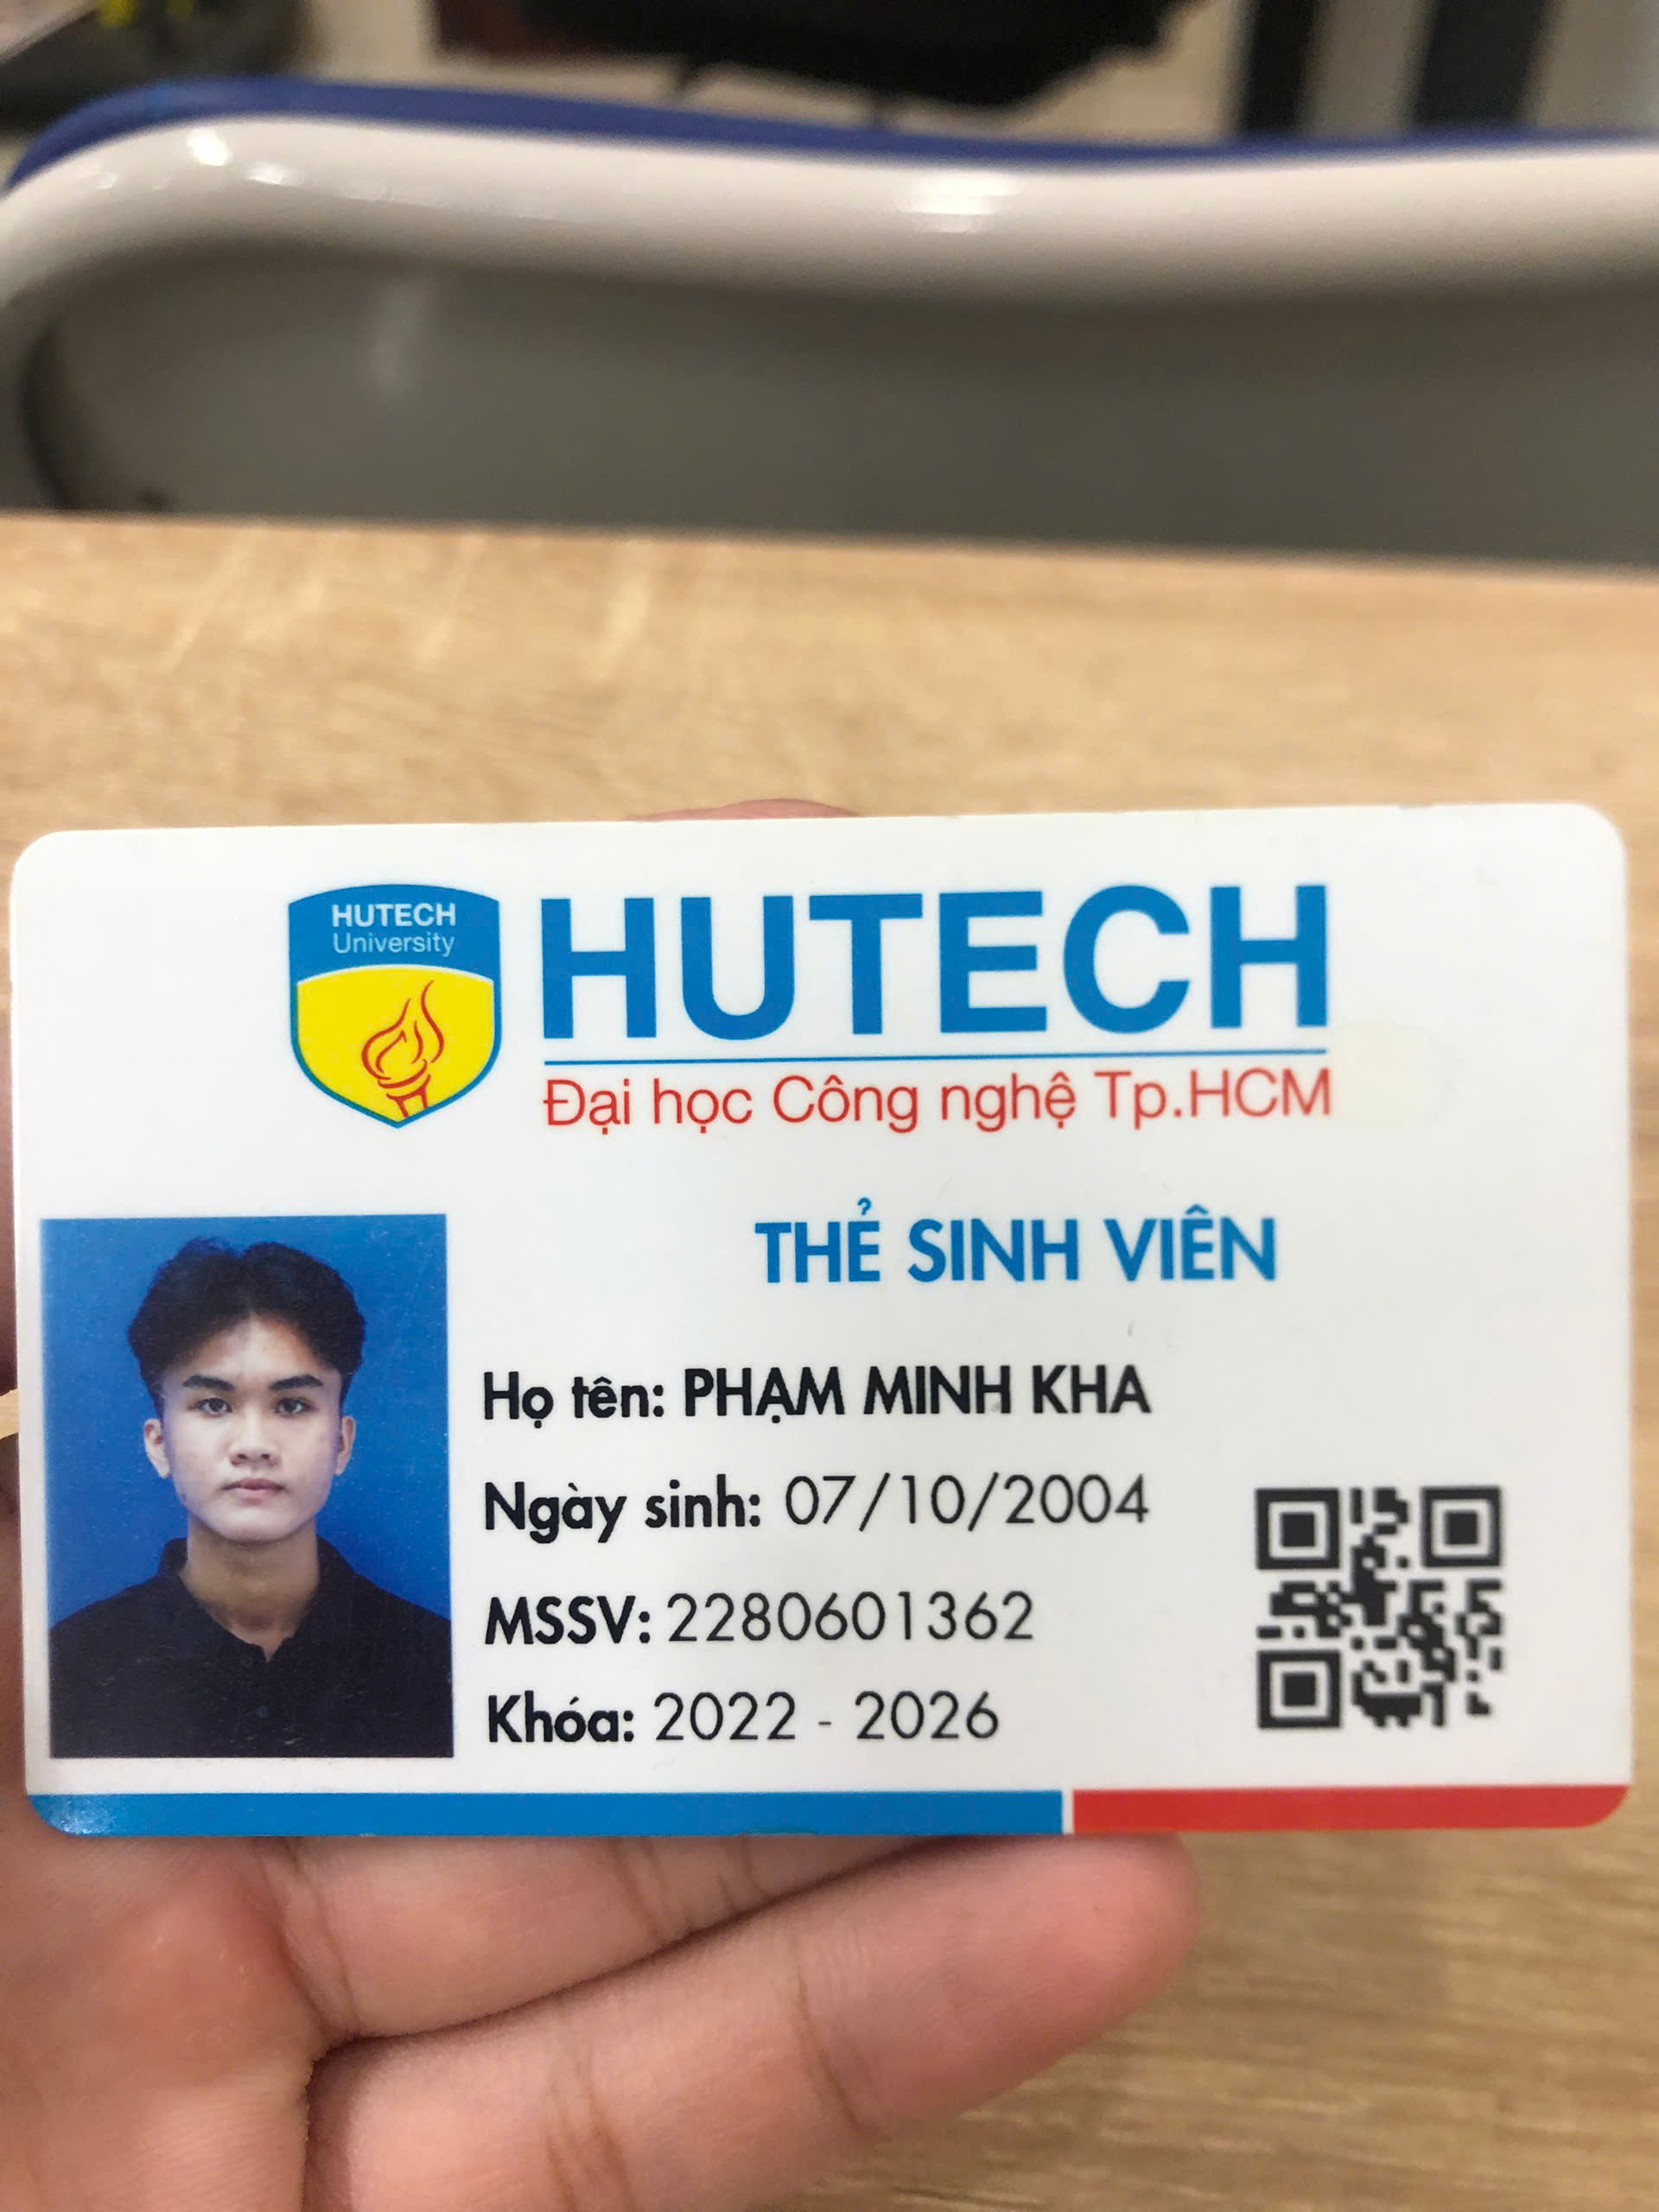 HUTECH
University
HUTECH
Đại học Công nghệ Tp.HCM
THẺ SINH VIÊN
Họ tên: PHẠM MINH KHA
Ngày sinh: 07/10/2004
MSSV: 2280601362
Khóa: 2022 - 2026